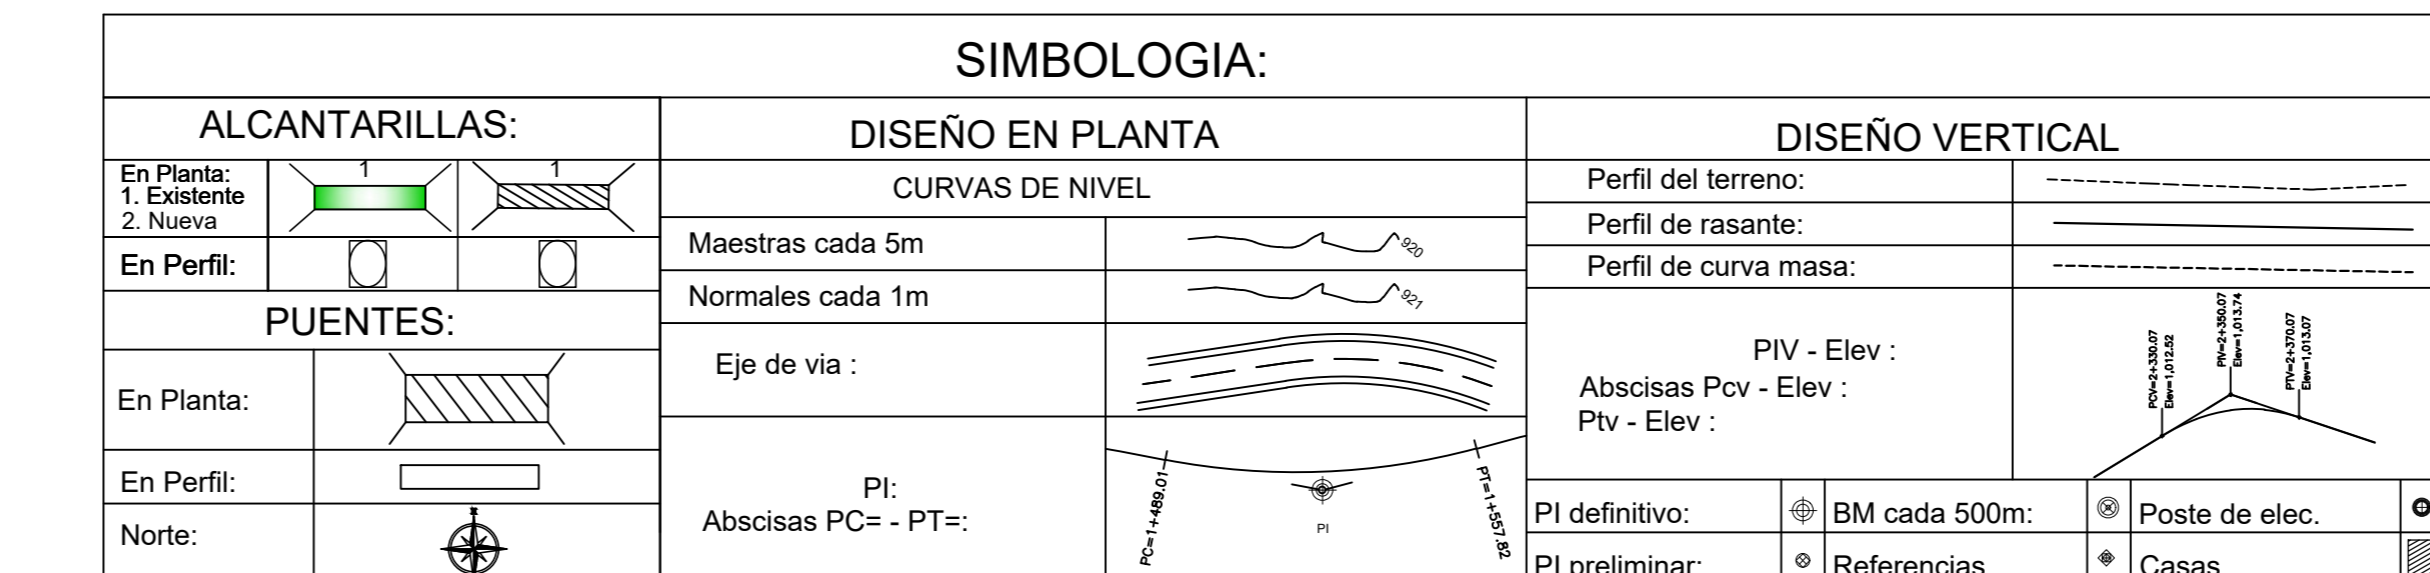 SIMBOLOGIA:
ALCANTARILLAS:
En Planta:
1. Existente
2. Nueva
1
1
En Perfil:
PUENTES:
En Planta:
En Perfil:
Norte:
DISEÑO EN PLANTA
CURVAS DE NIVEL
Maestras cada 5m
920
Normales cada 1m
921
Eje de via :
PI:
Abscisas PC= - PT=:
PC=1+489.01
PI
PT=1+557.82
DISEÑO VERTICAL
Perfil del terreno:
Perfil de rasante:
Perfil de curva masa:
PIV - Elev :
Abscisas Pcv - Elev :
Ptv - Elev :
PCV=2+330.07
Elev=1,012.52
PIV=2+350.07
Elev=1,013.74
PTV=2+370.07
Elev=1,013.07
PI definitivo:
BM cada 500m:
Poste de elec.
PI preliminar:
Referencias
Casas